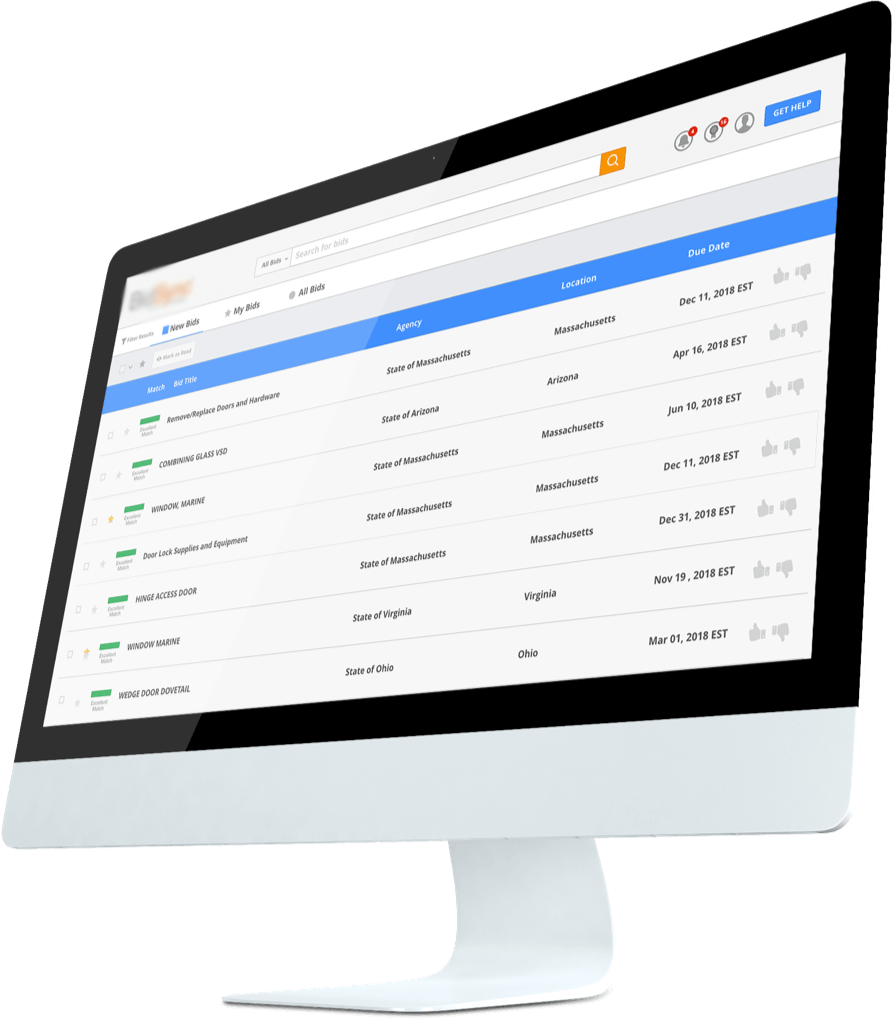 GET HELP
4
All Bids
Search for bids
Filter Results
New Bids
My Bids
All Bids
Mark as Read
Match Bid Title Agency Location Due Date
Excellent Match Remove/Replace Doors and Hardware State of Massachusetts Massachusetts Dec 11, 2018 EST
Excellent Match COMBINING GLASS VSD State of Arizona Arizona Apr 16, 2018 EST
Excellent Match WINDOW, MARINE State of Massachusetts Massachusetts Jun 10, 2018 EST
Excellent Match Door Lock Supplies and Equipment State of Massachusetts Massachusetts Dec 11, 2018 EST
Excellent Match HINGE ACCESS DOOR State of Massachusetts Massachusetts Dec 31, 2018 EST
Excellent Match WINDOW MARINE State of Virginia Virginia Nov 19 , 2018 EST
Excellent Match WEDGE DOOR DOVETAIL State of Ohio Ohio Mar 01, 2018 EST